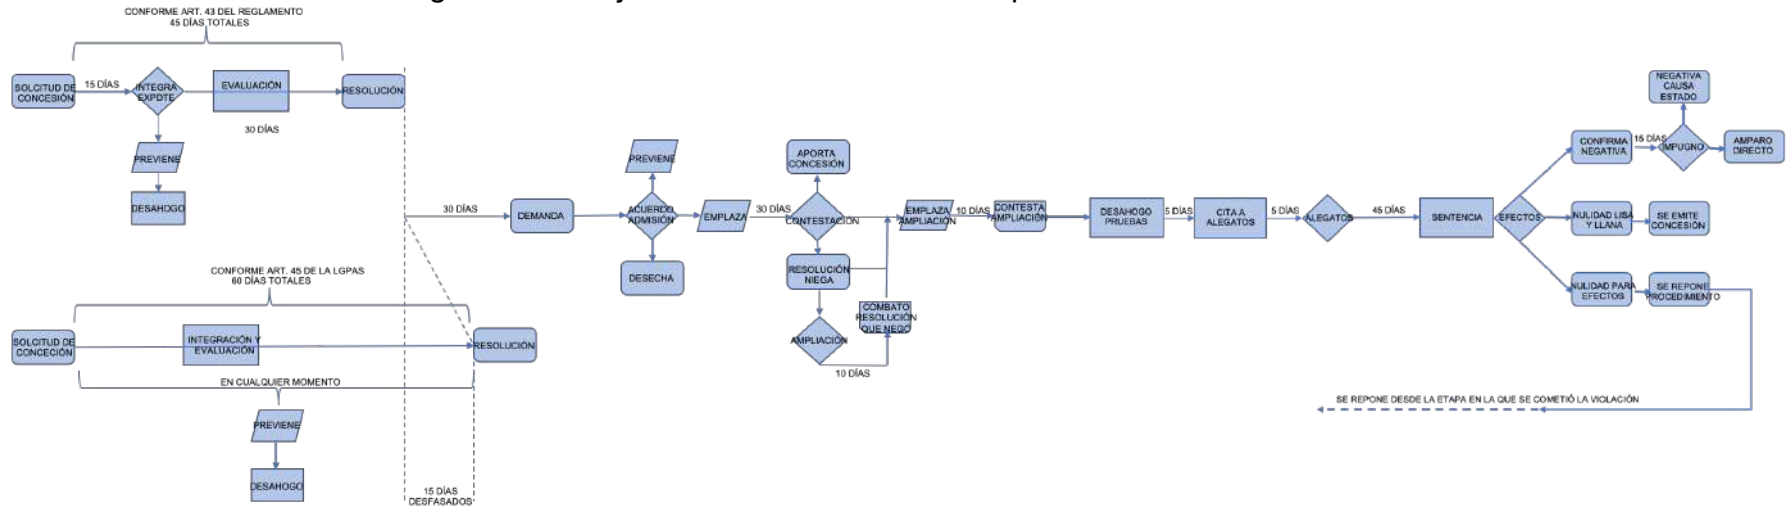 CONFORME ART. 43 DEL REGLAMENTO
45 DÍAS TOTALES
SOLCITUD DE
CONCESIÓN
15 DÍAS
INTEGRA
EXPDTE
EVALUACIÓN
30 DÍAS
RESOLUCIÓN
PREVIENE
DESAHOGO
CONFORME ART. 45 DE LA LGPAS
60 DÍAS TOTALES
SOLCITUD DE
CONCECIÓN
INTEGRACIÓN Y
EVALUACIÓN
RESOLUCIÓN
EN CUALQUIER MOMENTO
PREVIENE
DESAHOGO
15 DÍAS
DESFASADOS
30 DÍAS
DEMANDA
PREVIENE
ACUERDO
ADMISIÓN
DESECHA
EMPLAZA
30 DÍAS
APORTA
CONCESIÓN
CONTESTACIÓN
RESOLUCIÓN
NIEGA
AMPLIACIÓN
10 DÍAS
COMBATO
RESOLUCIÓN
QUE NEGÓ
EMPLAZA
AMPLIACIÓN
10 DÍAS
CONTESTA
AMPLIACIÓN
DESAHOGO
PRUEBAS
5 DÍAS
CITA A
ALEGATOS
5 DÍAS
ALEGATOS
45 DÍAS
SENTENCIA
EFECTOS
CONFIRMA
NEGATIVA
15 DÍAS
IMPUGNO
NEGATIVA
CAUSA
ESTADO
AMPARO
DIRECTO
NULIDAD LISA
Y LLANA
SE EMITE
CONCESIÓN
NULIDAD PARA
EFECTOS
SE REPONE
PROCEDIMIENTO
SE REPONE DESDE LA ETAPA EN LA QUE SE COMETIÓ LA VIOLACIÓN